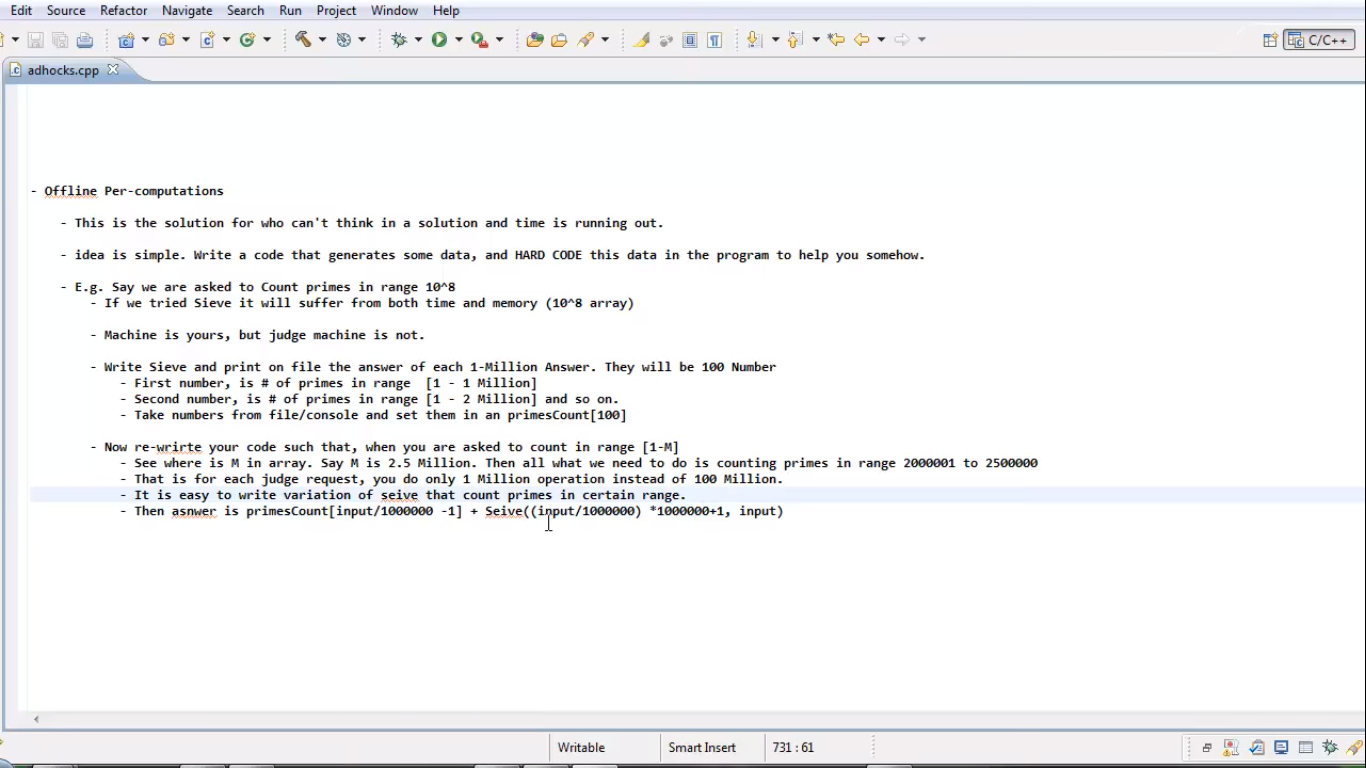 Edit Source Refactor Navigate Search Run Project Window Help
C/C++
adhocks.cpp
- Offline Per-computations
- This is the solution for who can't think in a solution and time is running out.
- idea is simple. Write a code that generates some data, and HARD CODE this data in the program to help you somehow.
- E.g. Say we are asked to Count primes in range 10^8
- If we tried Sieve it will suffer from both time and memory (10^8 array)
- Machine is yours, but judge machine is not.
- Write Sieve and print on file the answer of each 1-Million Answer. They will be 100 Number
- First number, is # of primes in range [1 - 1 Million]
- Second number, is # of primes in range [1 - 2 Million] and so on.
- Take numbers from file/console and set them in an primesCount[100]
- Now re-wrirte your code such that, when you are asked to count in range [1-M]
- See where is M in array. Say M is 2.5 Million. Then all what we need to do is counting primes in range 2000001 to 2500000
- That is for each judge request, you do only 1 Million operation instead of 100 Million.
- It is easy to write variation of seive that count primes in certain range.
- Then asnwer is primesCount[input/1000000 -1] + Seive((input/1000000) *1000000+1, input)
Writable Smart Insert 731 : 61